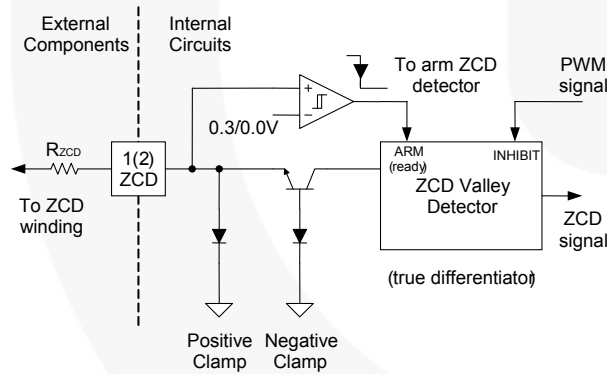 External
Components
Internal
Circuits
To arm ZCD
detector
PWM
signal
+
−
0.3/0.0V
RZCD
1(2)
ZCD
ARM
(ready)
INHIBIT
ZCD Valley
Detector
To ZCD
winding
ZCD
signal
(true differentiator)
Positive
Clamp
Negative
Clamp